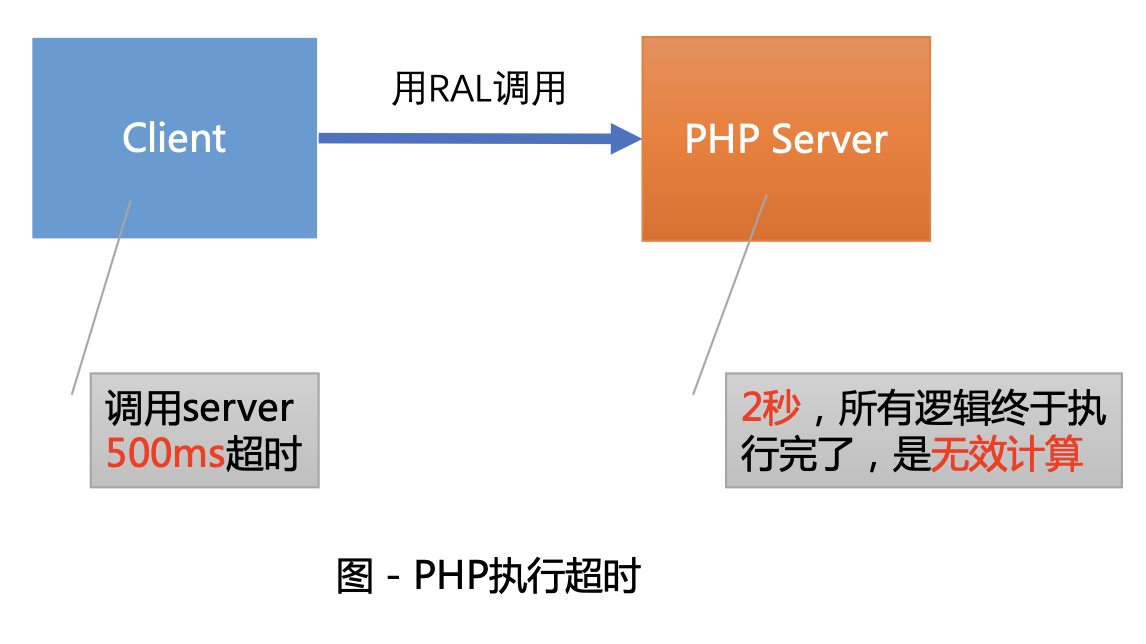 用RAL调用
Client
PHP Server
调用server
500ms超时
2秒，所有逻辑终于执
行完了，是无效计算
图 - PHP执行超时